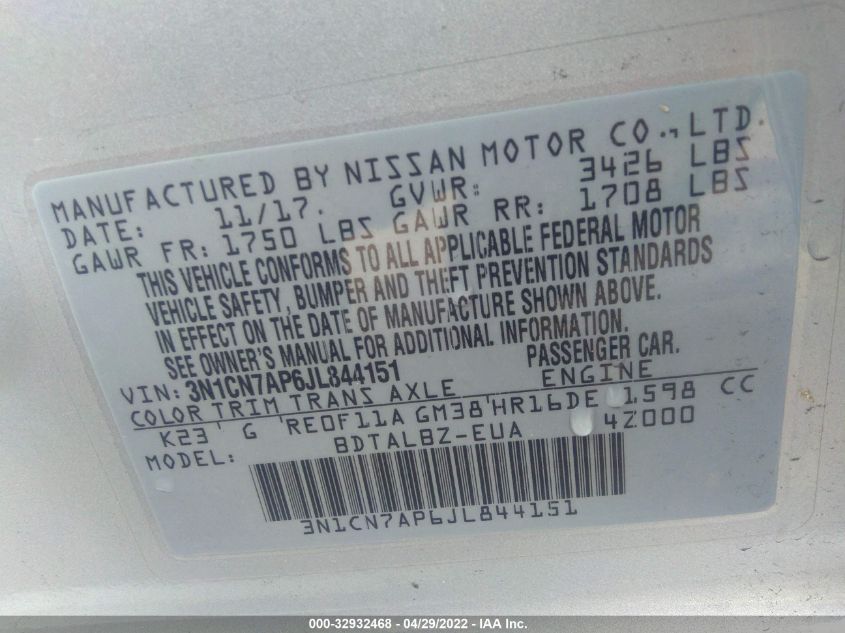 MANUFACTURED BY NISSAN MOTOR CO., LTD.
DATE: 11/17. GVWR: 3426 LBS
GAWR FR: 1750 LBS GAWR RR: 1708 LBS
THIS VEHICLE CONFORMS TO ALL APPLICABLE FEDERAL MOTOR
VEHICLE SAFETY, BUMPER AND THEFT PREVENTION STANDARDS
IN EFFECT ON THE DATE OF MANUFACTURE SHOWN ABOVE.
SEE OWNER'S MANUAL FOR ADDITIONAL INFORMATION.
VIN: 3N1CN7AP6JL844151 PASSENGER CAR.
COLOR TRIM TRANS AXLE ENGINE
K23 G RE0F11A GM38 HR16DE 1598 CC
MODEL: BDTALBZ-EUA 4Z000
3N1CN7AP6JL844151
000-32932468 - 04/29/2022 - IAA Inc.